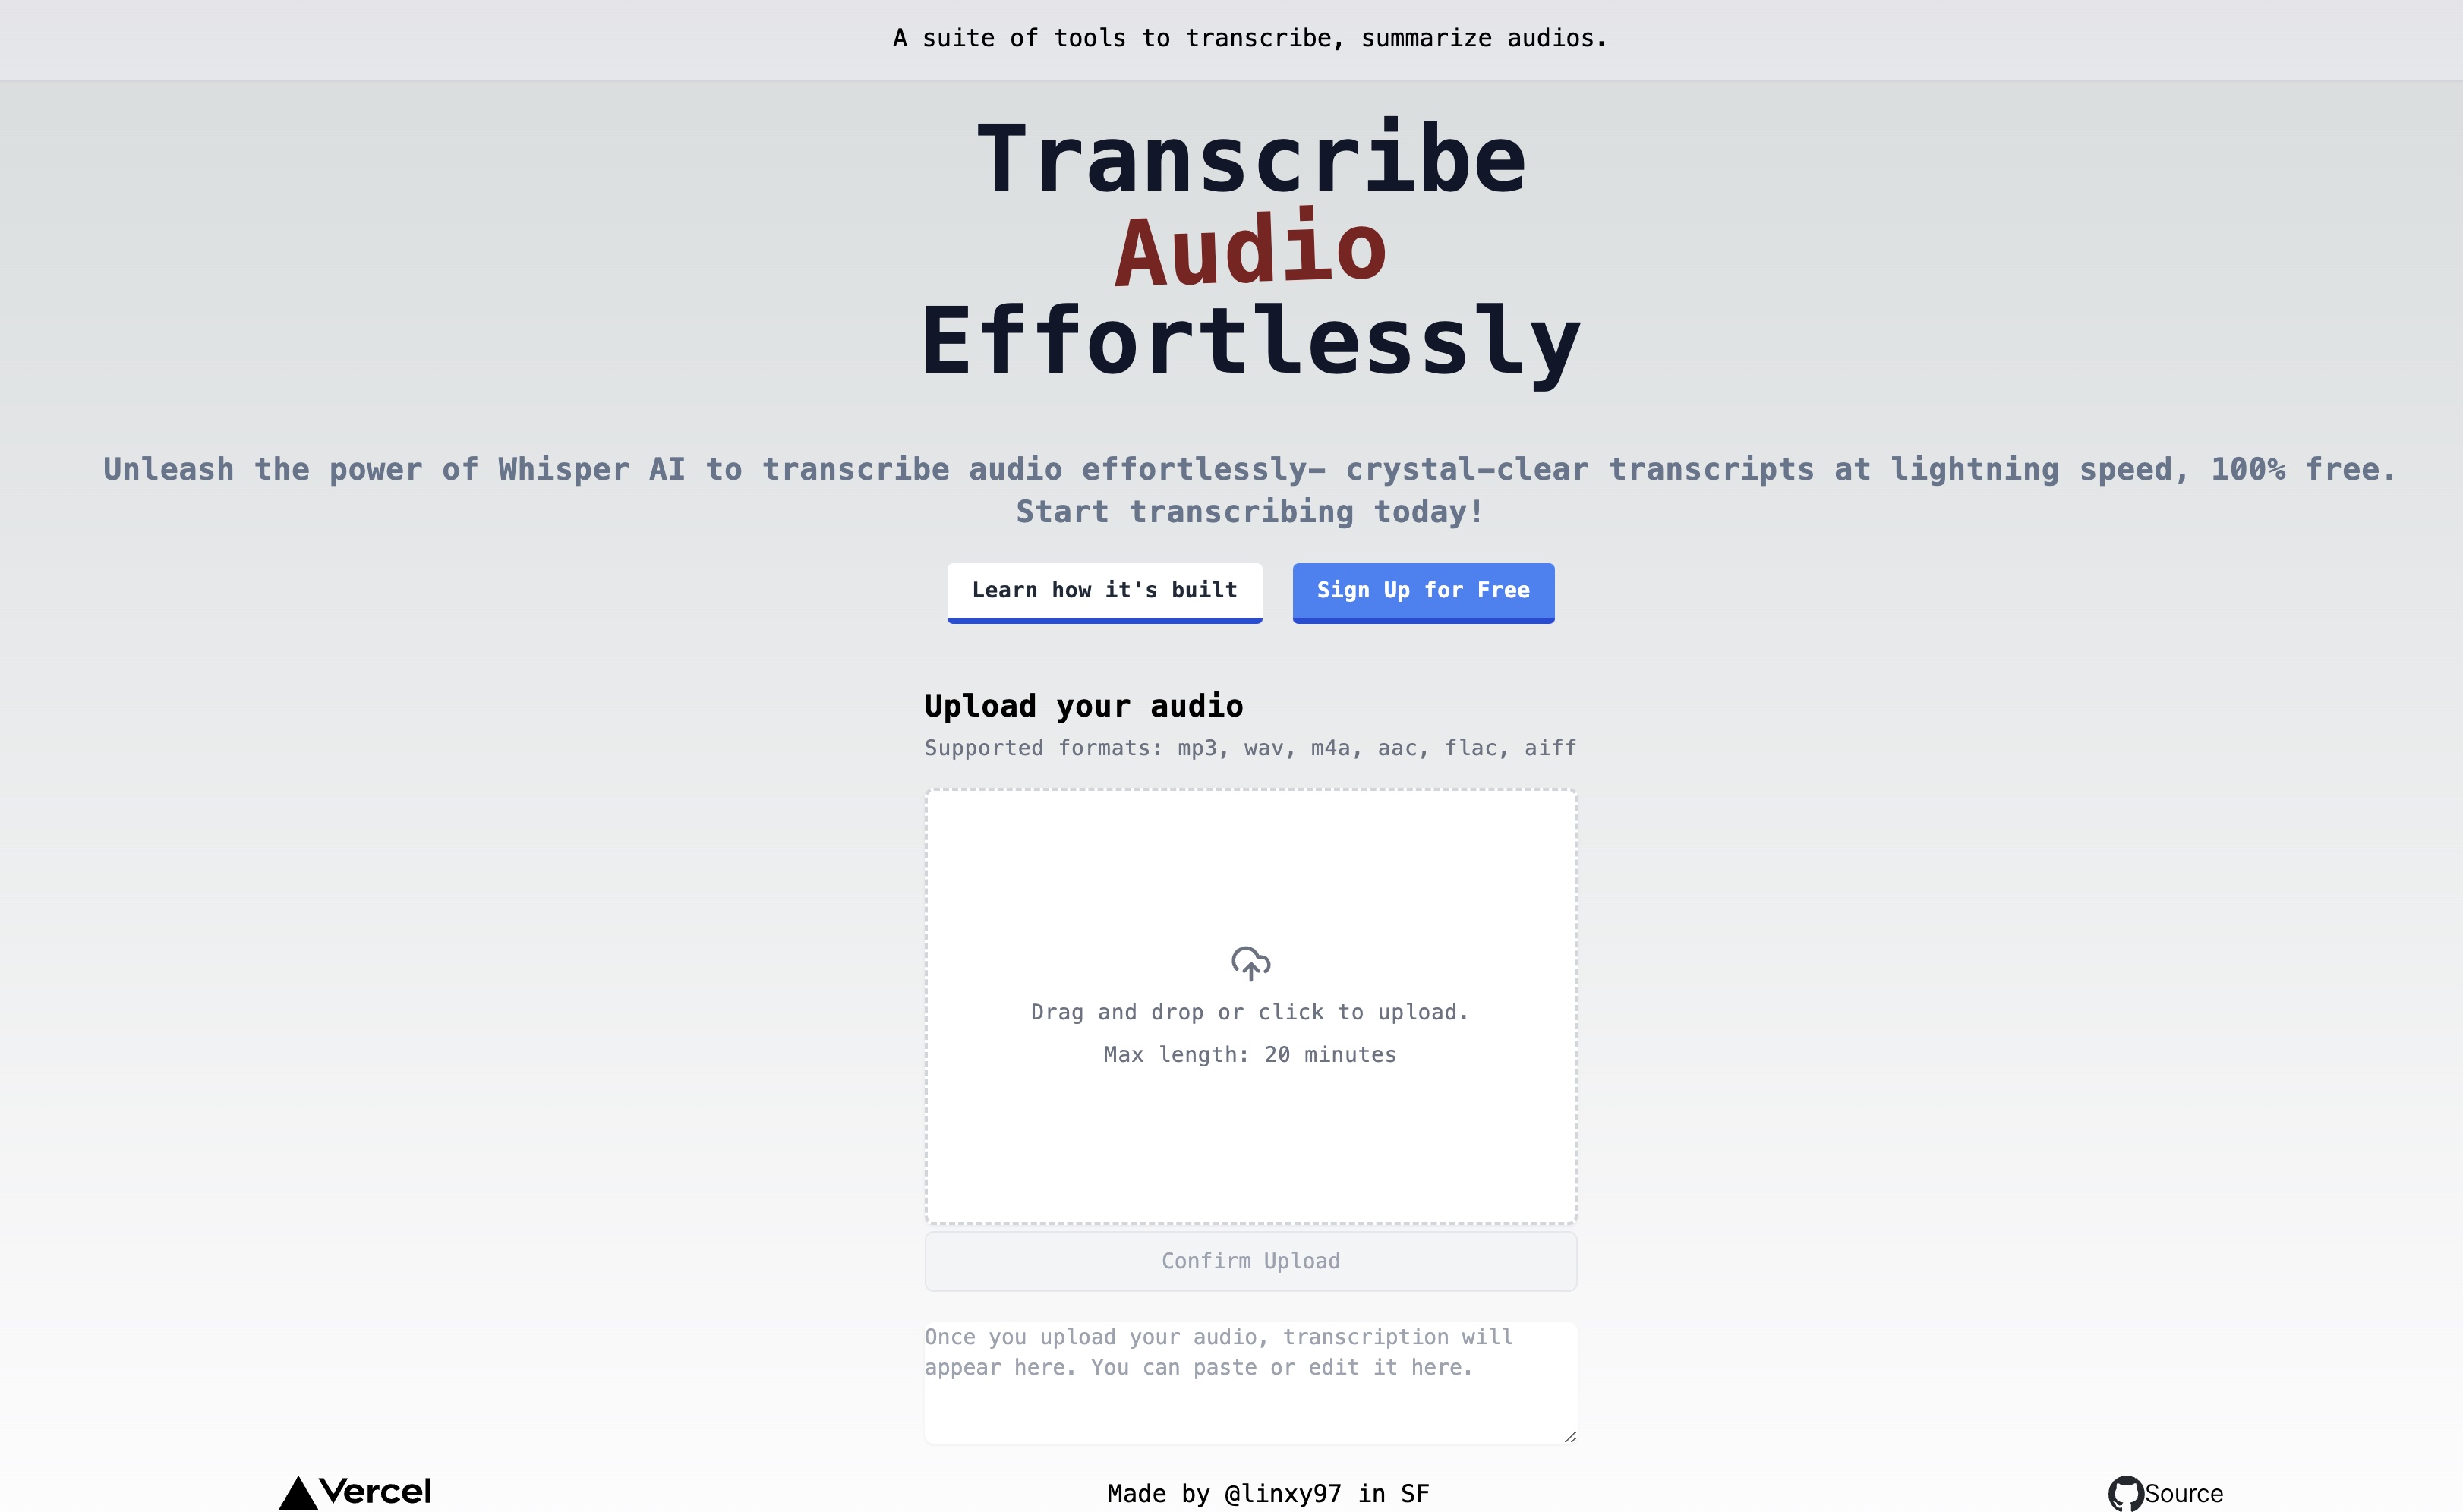 A suite of tools to transcribe, summarize audios.
Transcribe
Audio
Effortlessly
Unleash the power of Whisper AI to transcribe audio effortlessly– crystal-clear transcripts at lightning speed, 100% free.
Start transcribing today!
Learn how it's built
Sign Up for Free
Upload your audio
Supported formats: mp3, wav, m4a, aac, flac, aiff
Drag and drop or click to upload.
Max length: 20 minutes
Confirm Upload
Once you upload your audio, transcription will
appear here. You can paste or edit it here.
Vercel
Made by @linxy97 in SF
Source